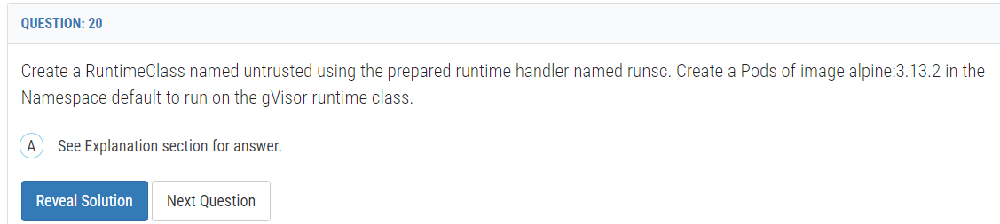 QUESTION: 20
Create a RuntimeClass named untrusted using the prepared runtime handler named runsc. Create a Pods of image alpine:3.13.2 in the
Namespace default to run on the gVisor runtime class.
A See Explanation section for answer.
Reveal Solution Next Question